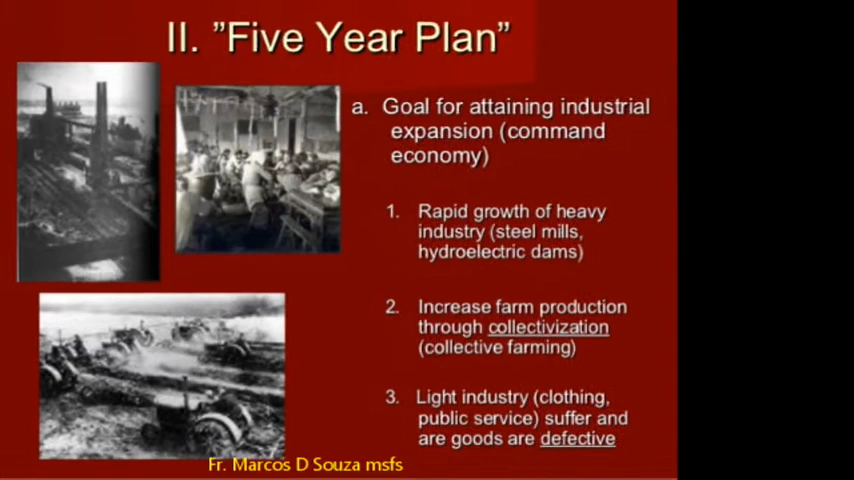 II. ”Five Year Plan”
a. Goal for attaining industrial
expansion (command
economy)
1. Rapid growth of heavy
industry (steel mills,
hydroelectric dams)
2. Increase farm production
through collectivization
(collective farming)
3. Light industry (clothing,
public service) suffer and
are goods are defective
Fr. Marcos D Souza msfs